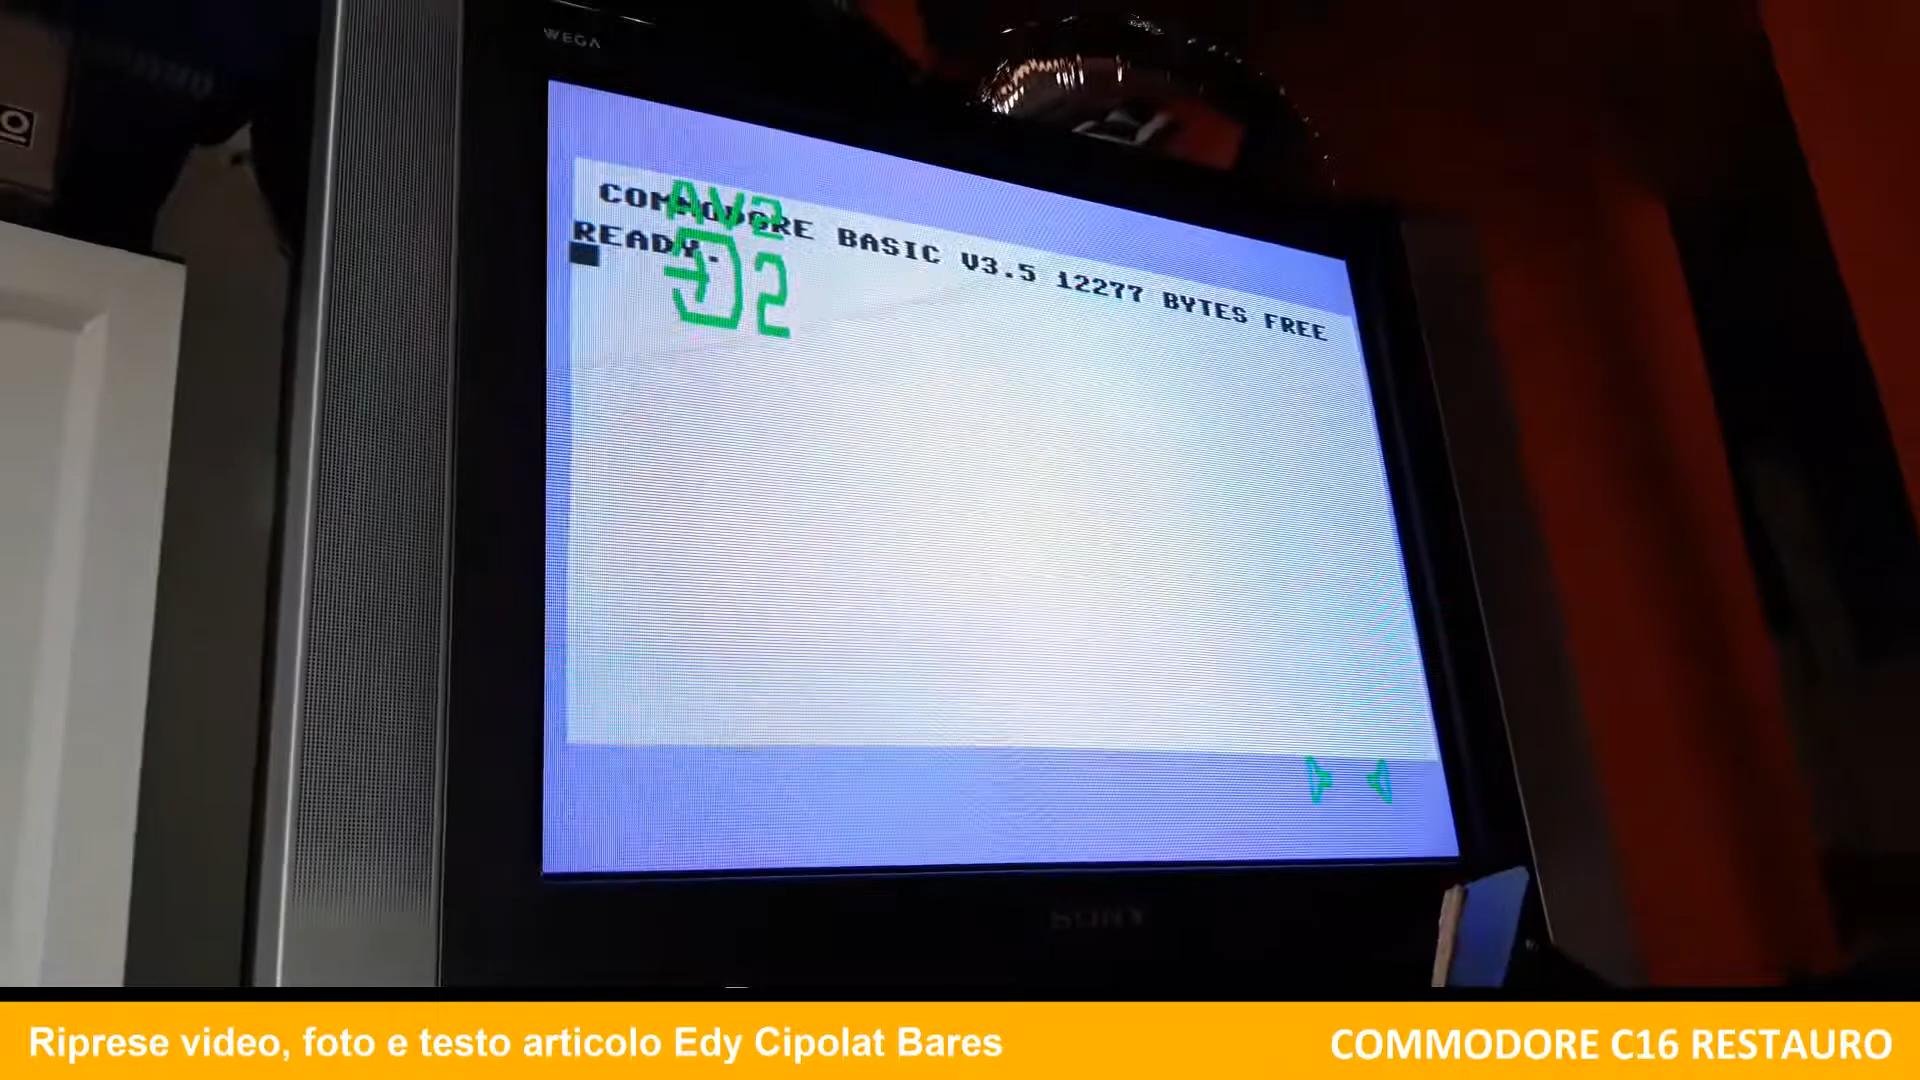 WEGA
COMMODORE BASIC V3.5 12277 BYTES FREE
READY.
AV2
2
SONY
Riprese video, foto e testo articolo Edy Cipolat Bares
COMMODORE C16 RESTAURO